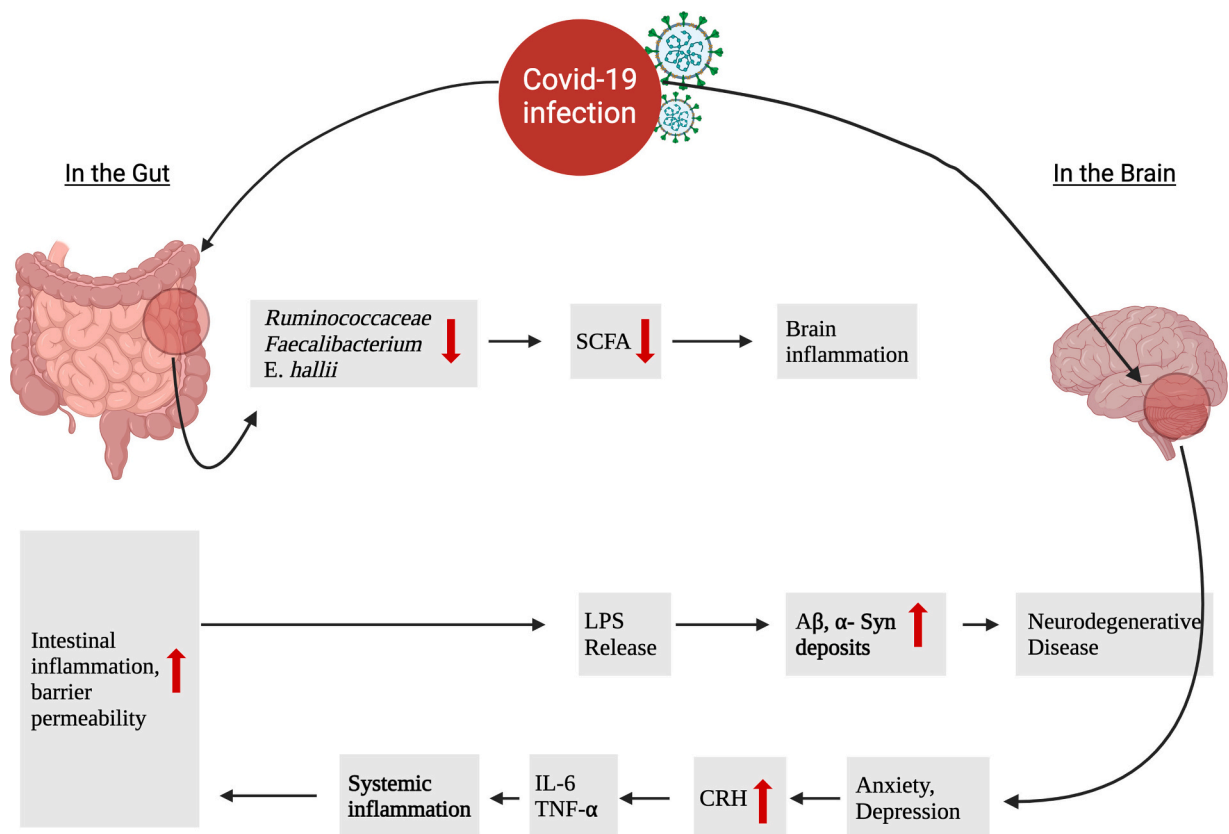 Covid-19
infection
In the Gut
In the Brain
Ruminococcaceae
Faecalibacterium
E. hallii
SCFA
Brain
inflammation
Intestinal
inflammation,
barrier
permeability
LPS
Release
Aβ, α- Syn
deposits
Neurodegenerative
Disease
Systemic
inflammation
IL-6
TNF-α
CRH
Anxiety,
Depression